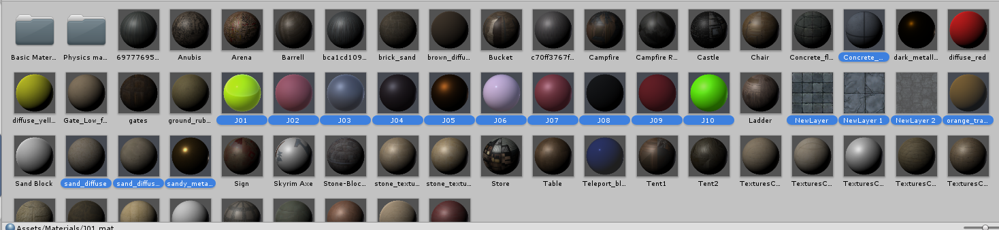 Basic Mater... Physics ma... 69777695... Anubis Arena Barrell bca1cd109... brick_sand brown_diffu... Bucket c70ff3767f... Campfire Campfire R... Castle Chair Concrete_fl... Concrete_... dark_metall... diffuse_red
diffuse_yell... Gate_Low_f... gates ground_rub... J01 J02 J03 J04 J05 J06 J07 J08 J09 J10 Ladder NewLayer NewLayer 1 NewLayer 2 orange_tra...
Sand Block sand_diffuse sand_diffus... sandy_meta... Sign Skyrim Axe Stone-Bloc... stone_textu... stone_textu... Store Table Teleport_bl... Tent1 Tent2 TexturesC... TexturesC... TexturesC... TexturesC... TexturesC...
Assets/Materials/J01.mat